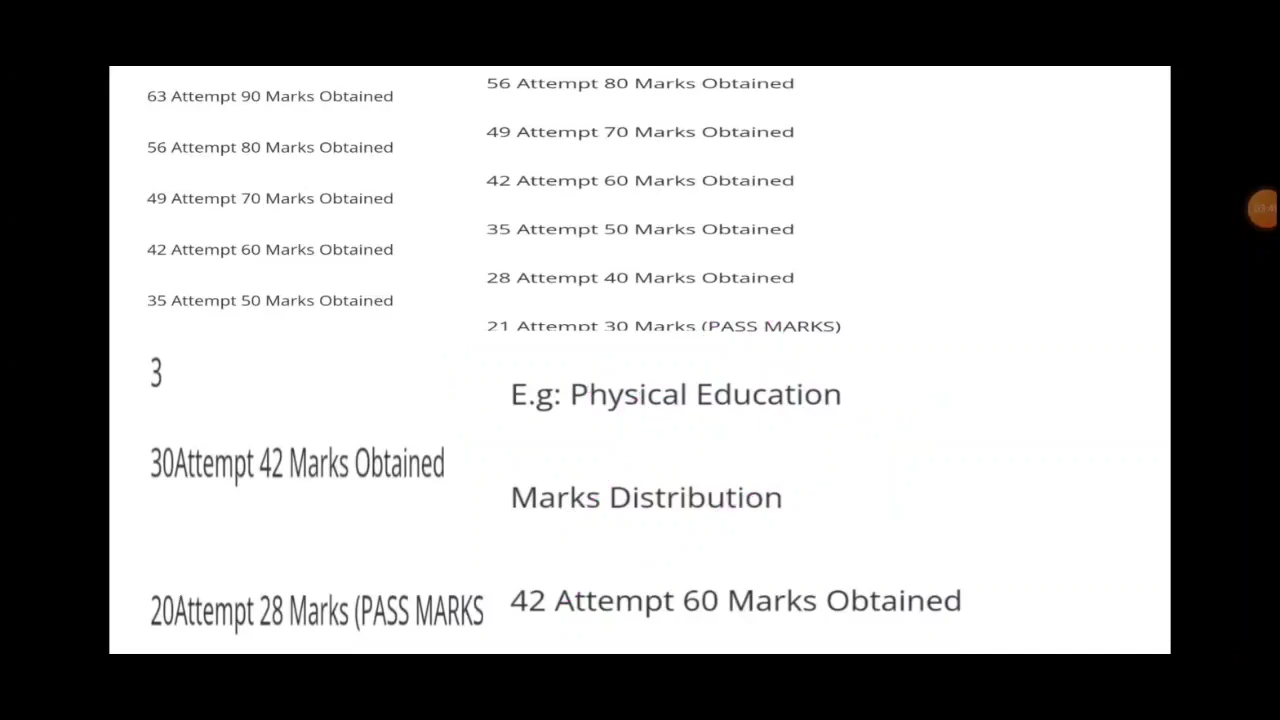 63 Attempt 90 Marks Obtained
56 Attempt 80 Marks Obtained
49 Attempt 70 Marks Obtained
42 Attempt 60 Marks Obtained
35 Attempt 50 Marks Obtained
3
30Attempt 42 Marks Obtained
20Attempt 28 Marks (PASS MARKS
56 Attempt 80 Marks Obtained
49 Attempt 70 Marks Obtained
42 Attempt 60 Marks Obtained
35 Attempt 50 Marks Obtained
28 Attempt 40 Marks Obtained
21 Attempt 30 Marks (PASS MARKS)
E.g: Physical Education
Marks Distribution
42 Attempt 60 Marks Obtained